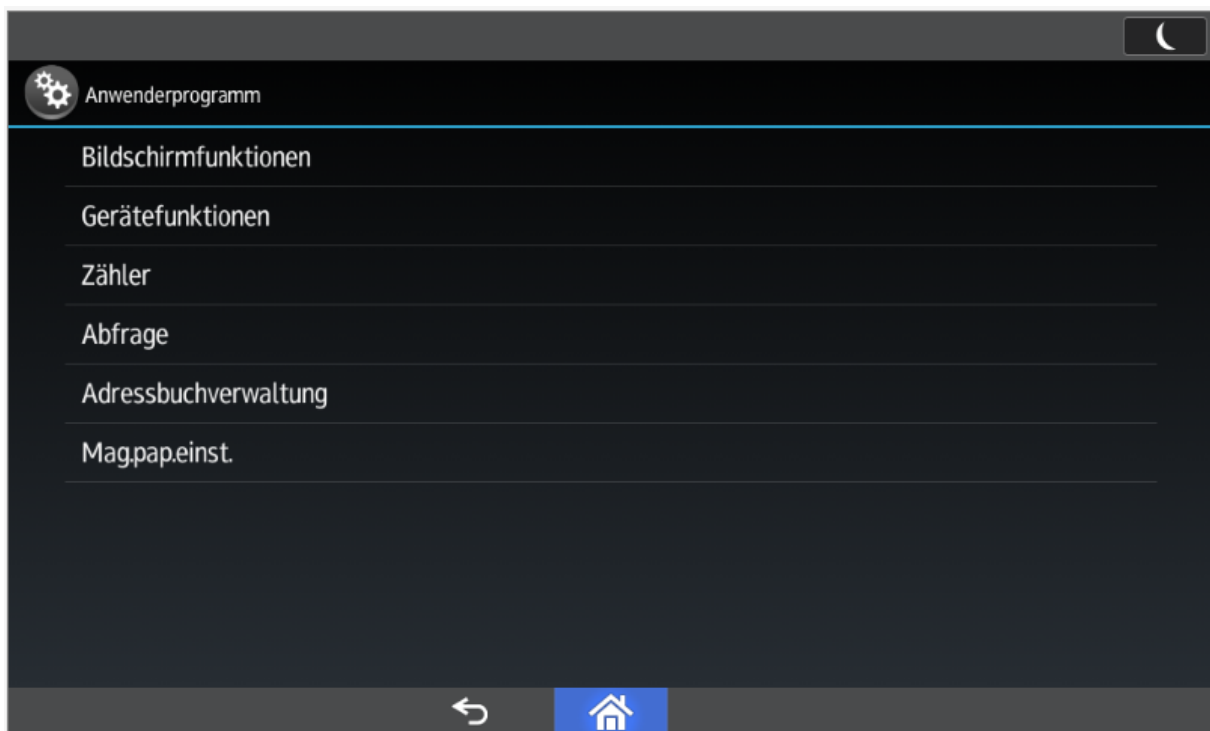 Anwenderprogramm
Bildschirmfunktionen
Gerätefunktionen
Zähler
Abfrage
Adressbuchverwaltung
Mag.pap.einst.